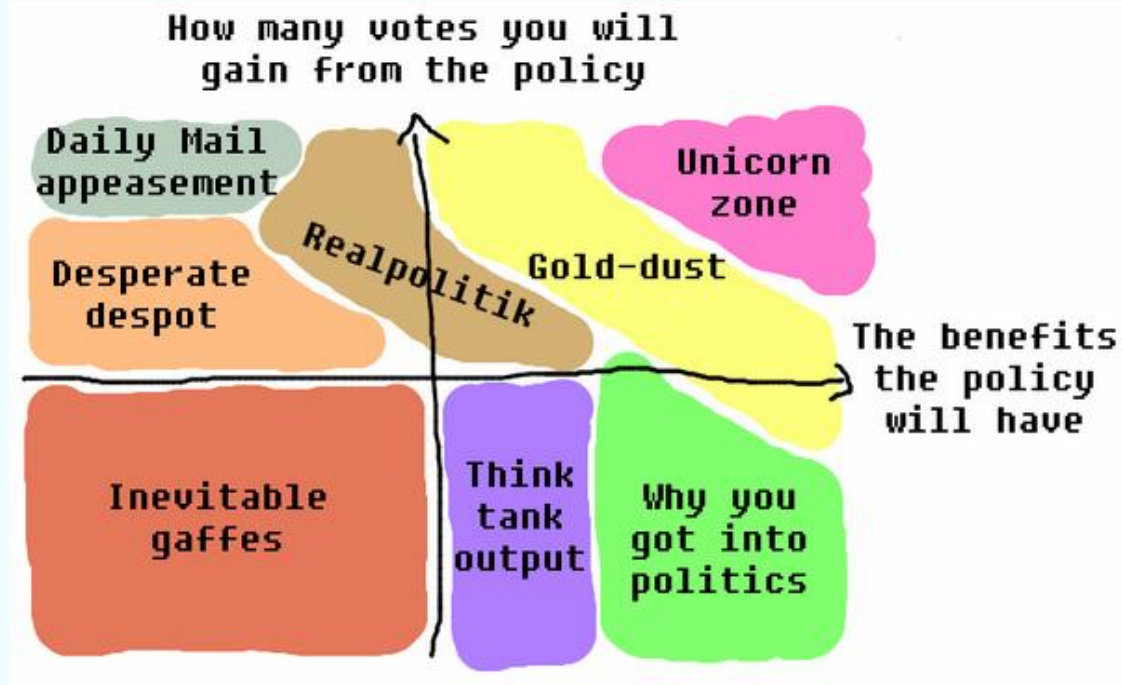 How many votes you will
gain from the policy
Daily Mail
appeasement
Unicorn
zone
Realpolitik
Gold-dust
Desperate
despot
The benefits
the policy
will have
Inevitable
gaffes
Think
tank
output
Why you
got into
politics